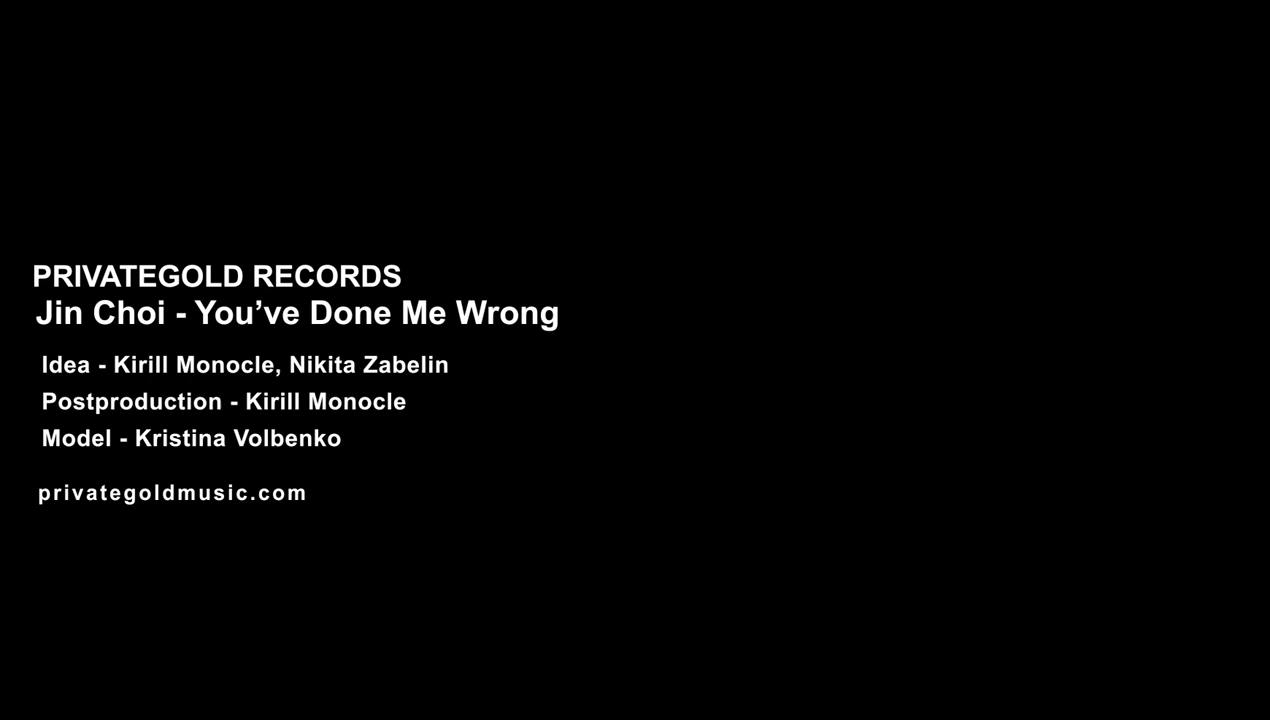 PRIVATEGOLD RECORDS
Jin Choi - You’ve Done Me Wrong
Idea - Kirill Monocle, Nikita Zabelin
Postproduction - Kirill Monocle
Model - Kristina Volbenko
privategoldmusic.com